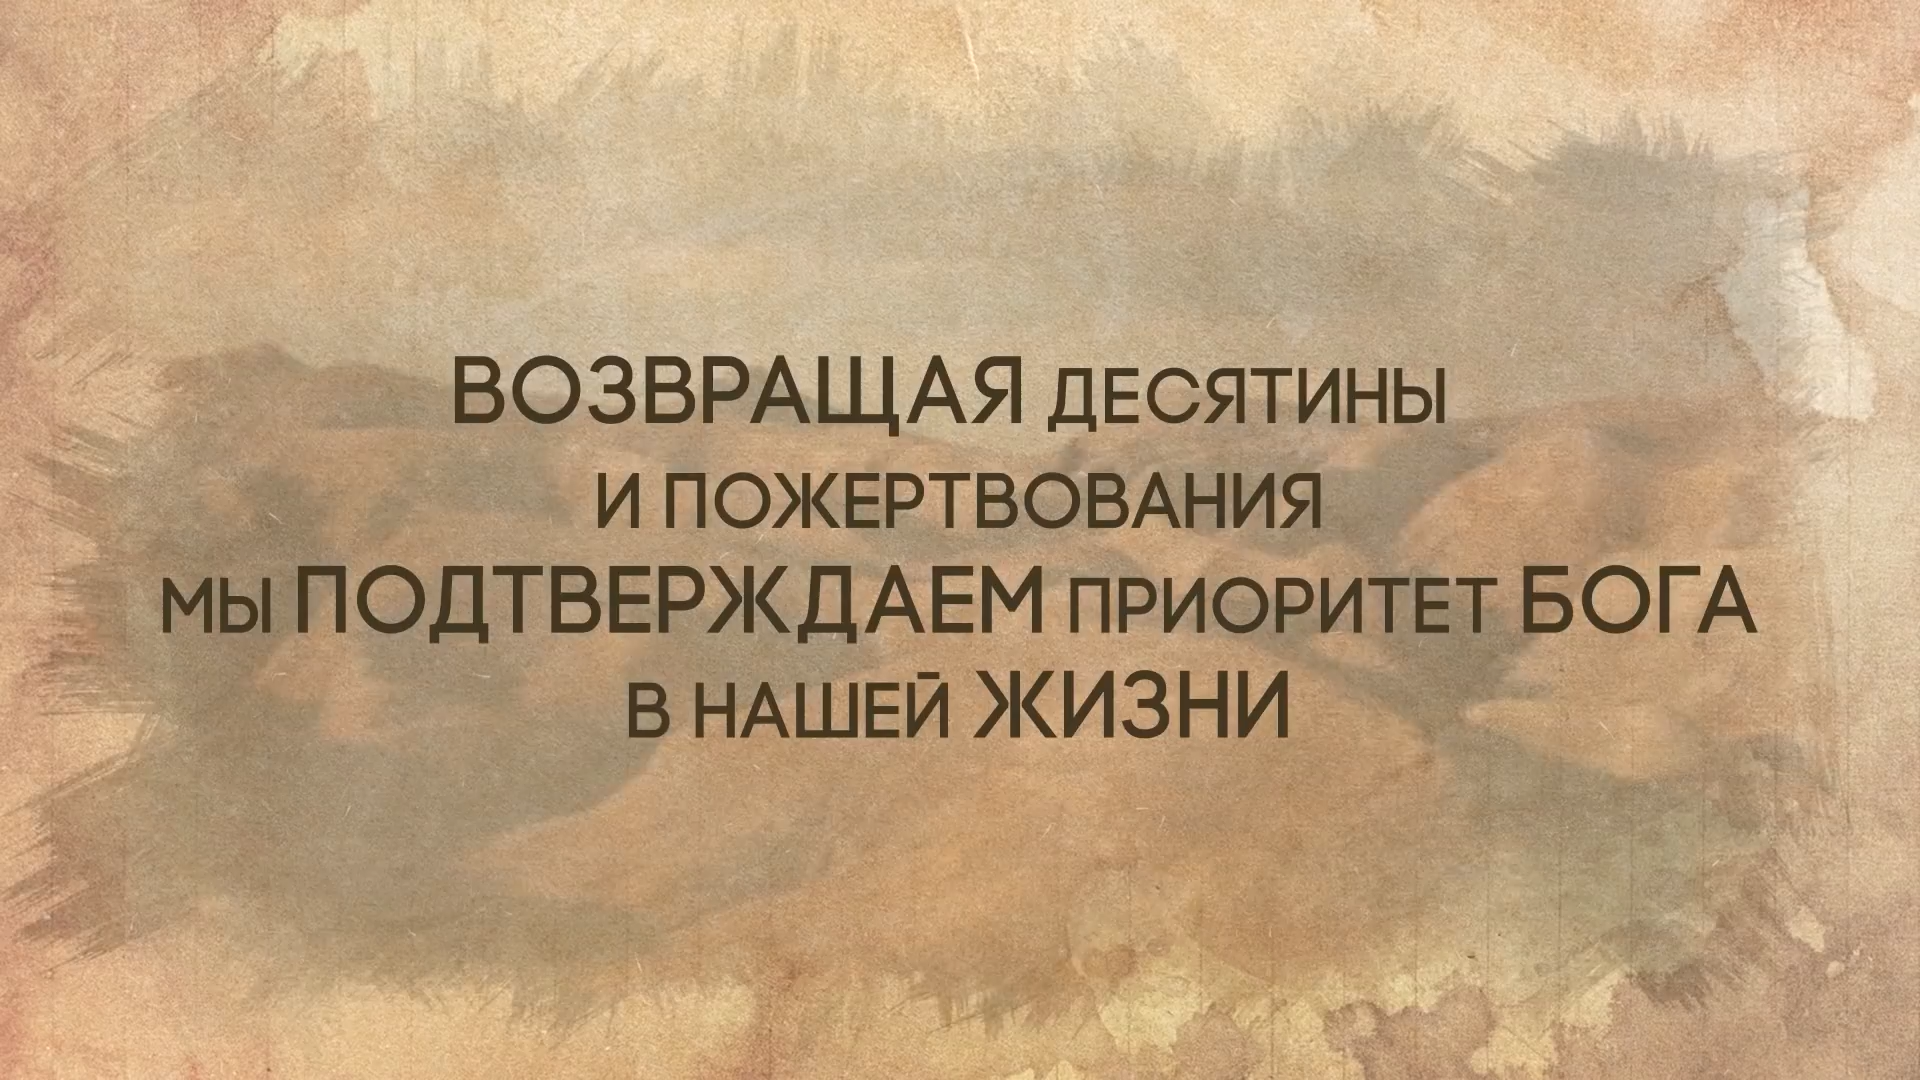 ВОЗВРАЩАЯ ДЕСЯТИНЫ
И ПОЖЕРТВОВАНИЯ
МЫ ПОДТВЕРЖДАЕМ ПРИОРИТЕТ БОГА
В НАШЕЙ ЖИЗНИ